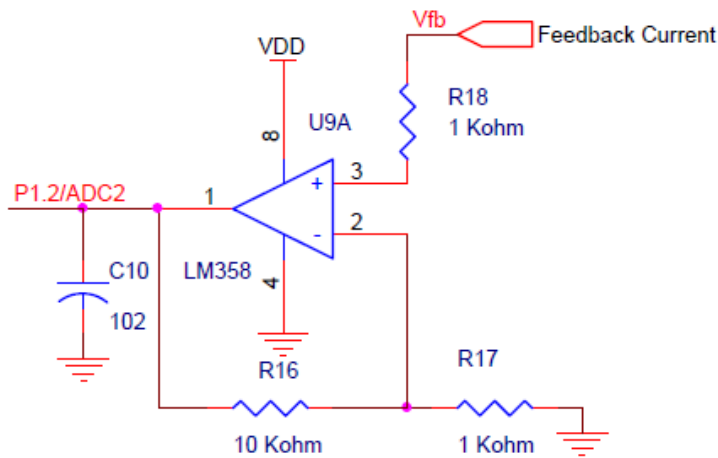 Vfb
Feedback Current
VDD
R18
1 Kohm
8
U9A
P1.2/ADC2
1
+
3
-
2
C10
102
LM358
4
R16
10 Kohm
R17
1 Kohm